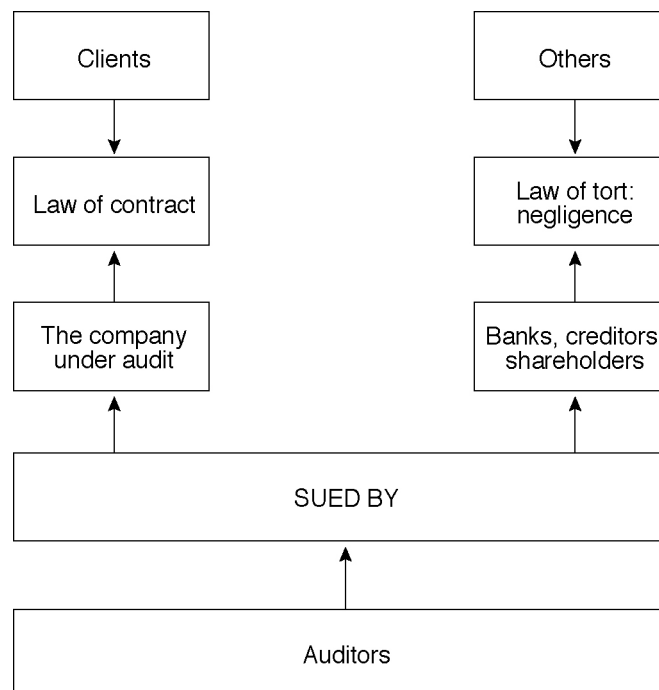 Clients
Others
Law of contract
Law of tort:
negligence
The company
under audit
Banks, creditors
shareholders
SUED BY
Auditors